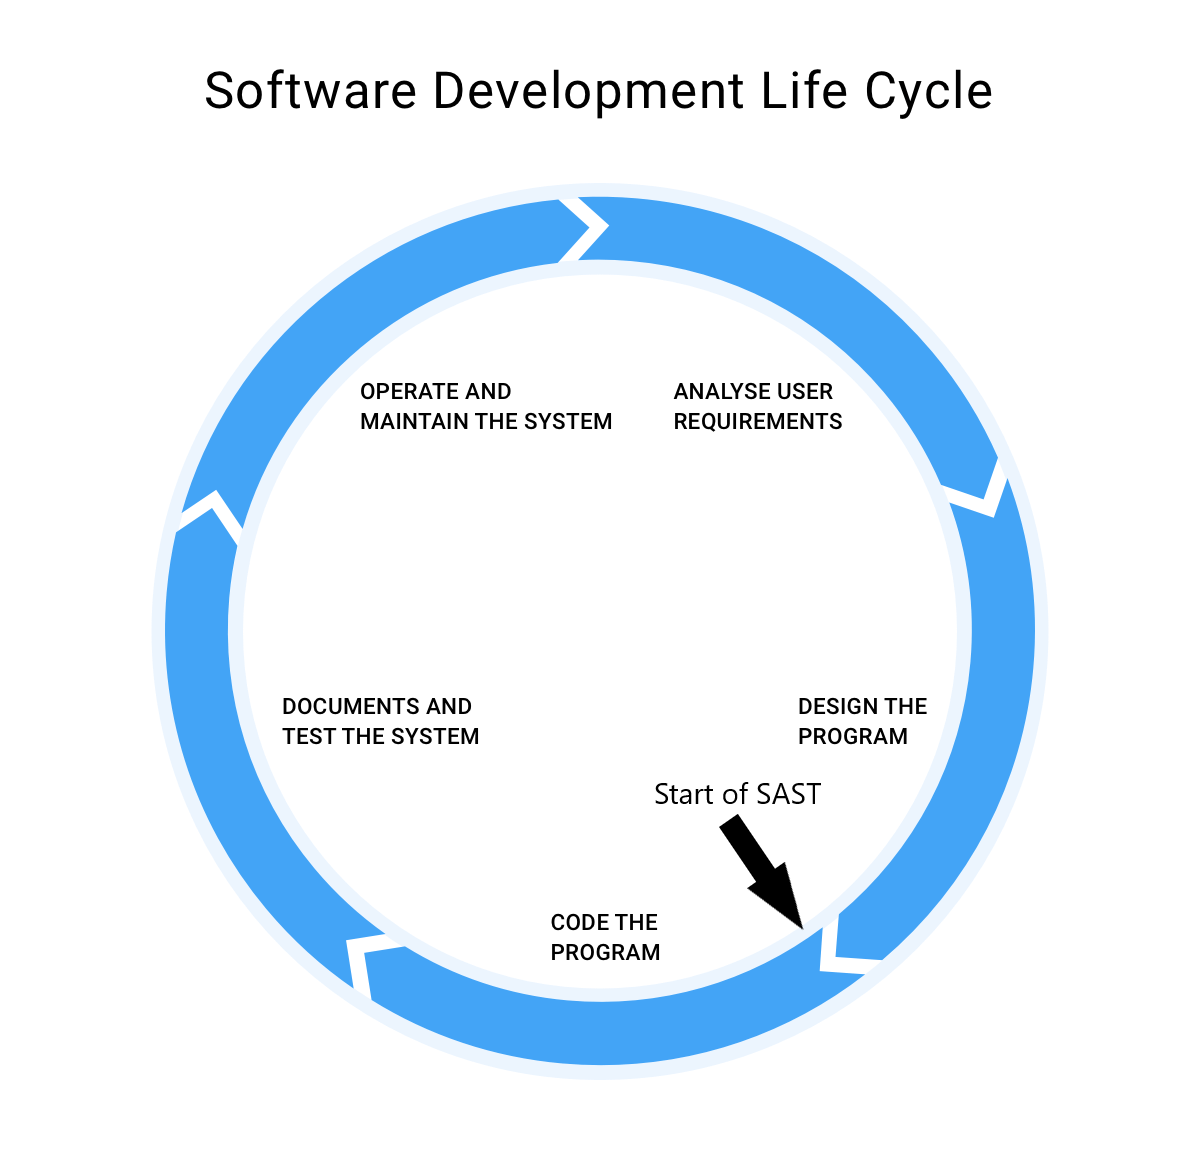 Software Development Life Cycle
OPERATE AND
MAINTAIN THE SYSTEM
ANALYSE USER
REQUIREMENTS
DOCUMENTS AND
TEST THE SYSTEM
DESIGN THE
PROGRAM
Start of SAST
CODE THE
PROGRAM